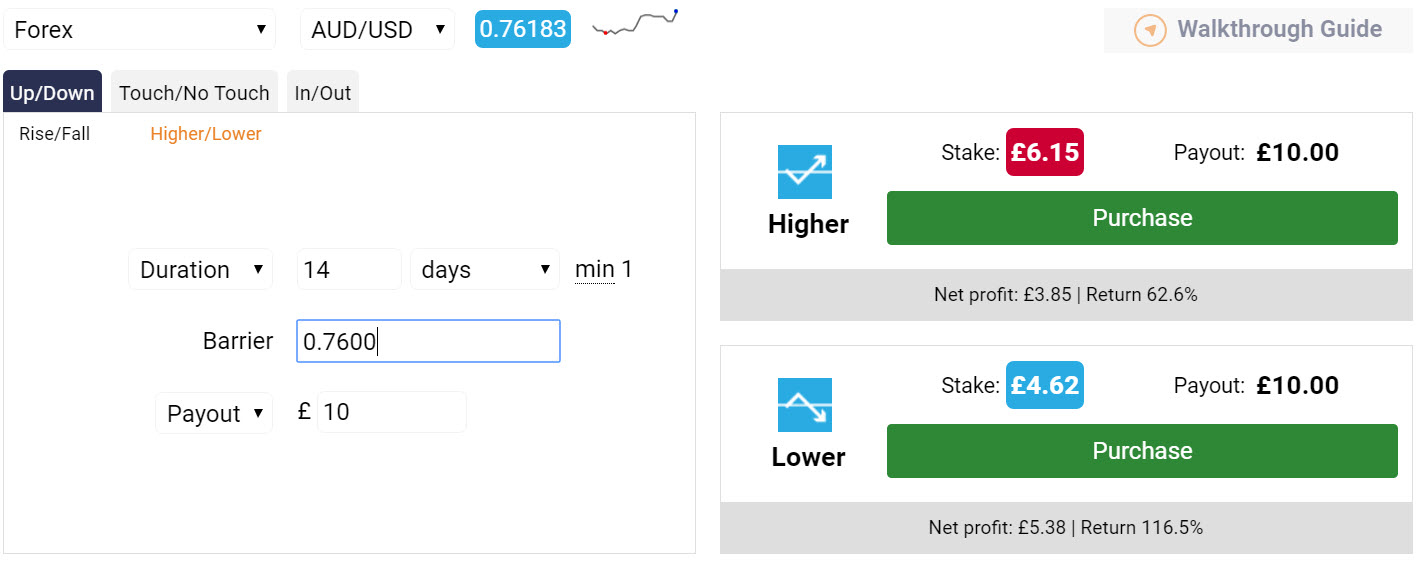 Forex AUD/USD 0.76183 Walkthrough Guide
Up/Down Touch/No Touch In/Out
Rise/Fall Higher/Lower
Duration 14 days min 1
Barrier 0.7600
Payout £ 10
Stake: £6.15 Payout: £10.00
Higher Purchase
Net profit: £3.85 | Return 62.6%
Stake: £4.62 Payout: £10.00
Lower Purchase
Net profit: £5.38 | Return 116.5%